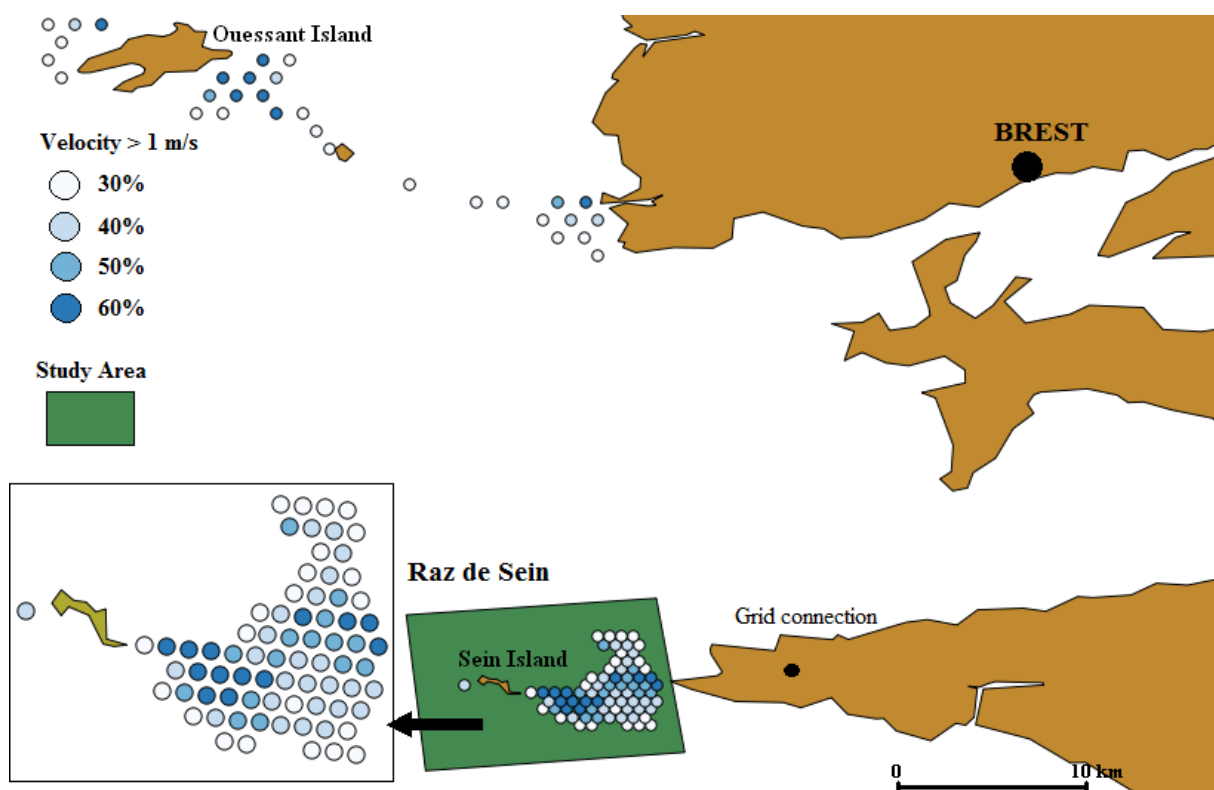 Ouessant Island
Velocity > 1 m/s
30%
40%
50%
60%
BREST
Study Area
Raz de Sein
Grid connection
Sein Island
0 10 km